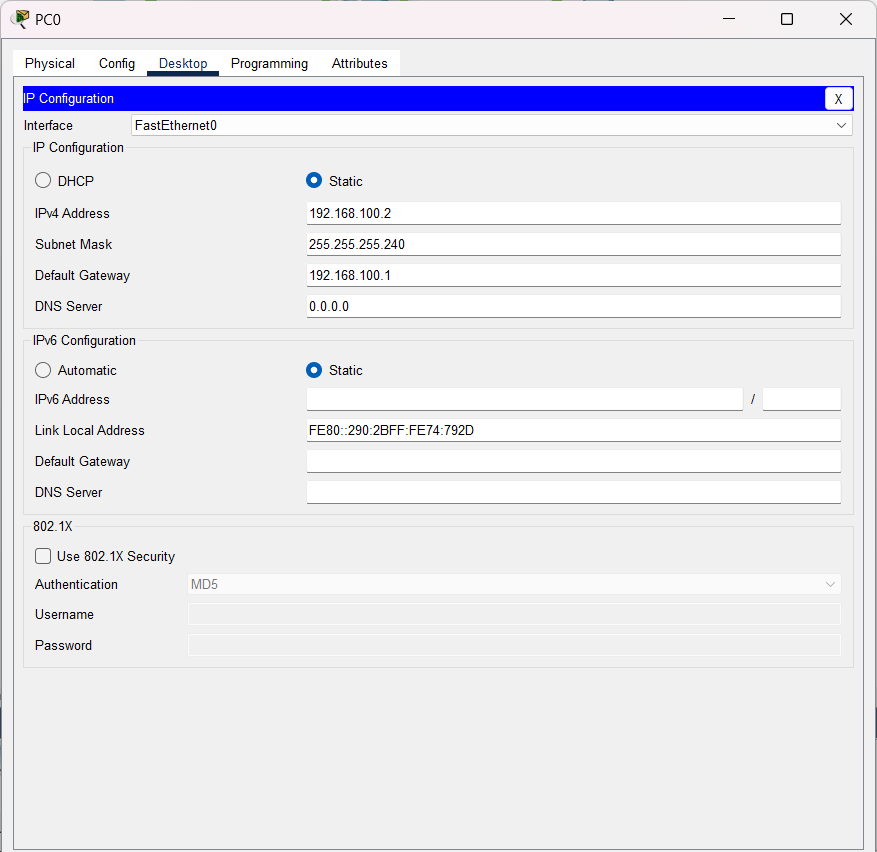 PC0
Physical Config Desktop Programming Attributes
IP Configuration X
Interface FastEthernet0
IP Configuration
DHCP Static
IPv4 Address 192.168.100.2
Subnet Mask 255.255.255.240
Default Gateway 192.168.100.1
DNS Server 0.0.0.0
IPv6 Configuration
Automatic Static
IPv6 Address /
Link Local Address FE80::290:2BFF:FE74:792D
Default Gateway
DNS Server
802.1X
Use 802.1X Security
Authentication MD5
Username
Password